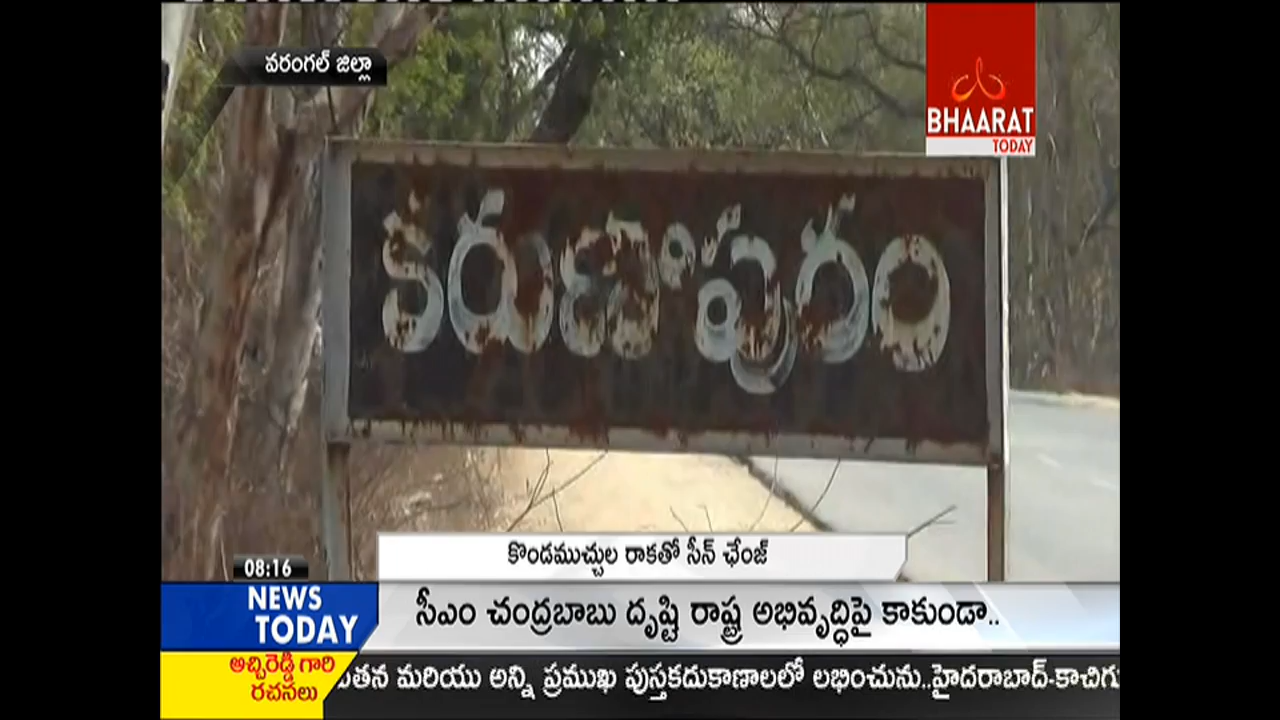 వరంగల్ జిల్లా
BHAARAT
TODAY
కరుణాపురం
కొండముచ్చుల రాకతో సీన్ ఛేంజ్
08:16
NEWS
TODAY
సీఎం చంద్రబాబు దృష్టి రాష్ట్ర అభివృద్ధిపై కాకుండా..
అచ్చిరెడ్డి గారి
రచనలు
మరియు అన్ని ప్రముఖ పుస్తకదుకాణాలలో లభించును..హైదరాబాద్-కాచిగు